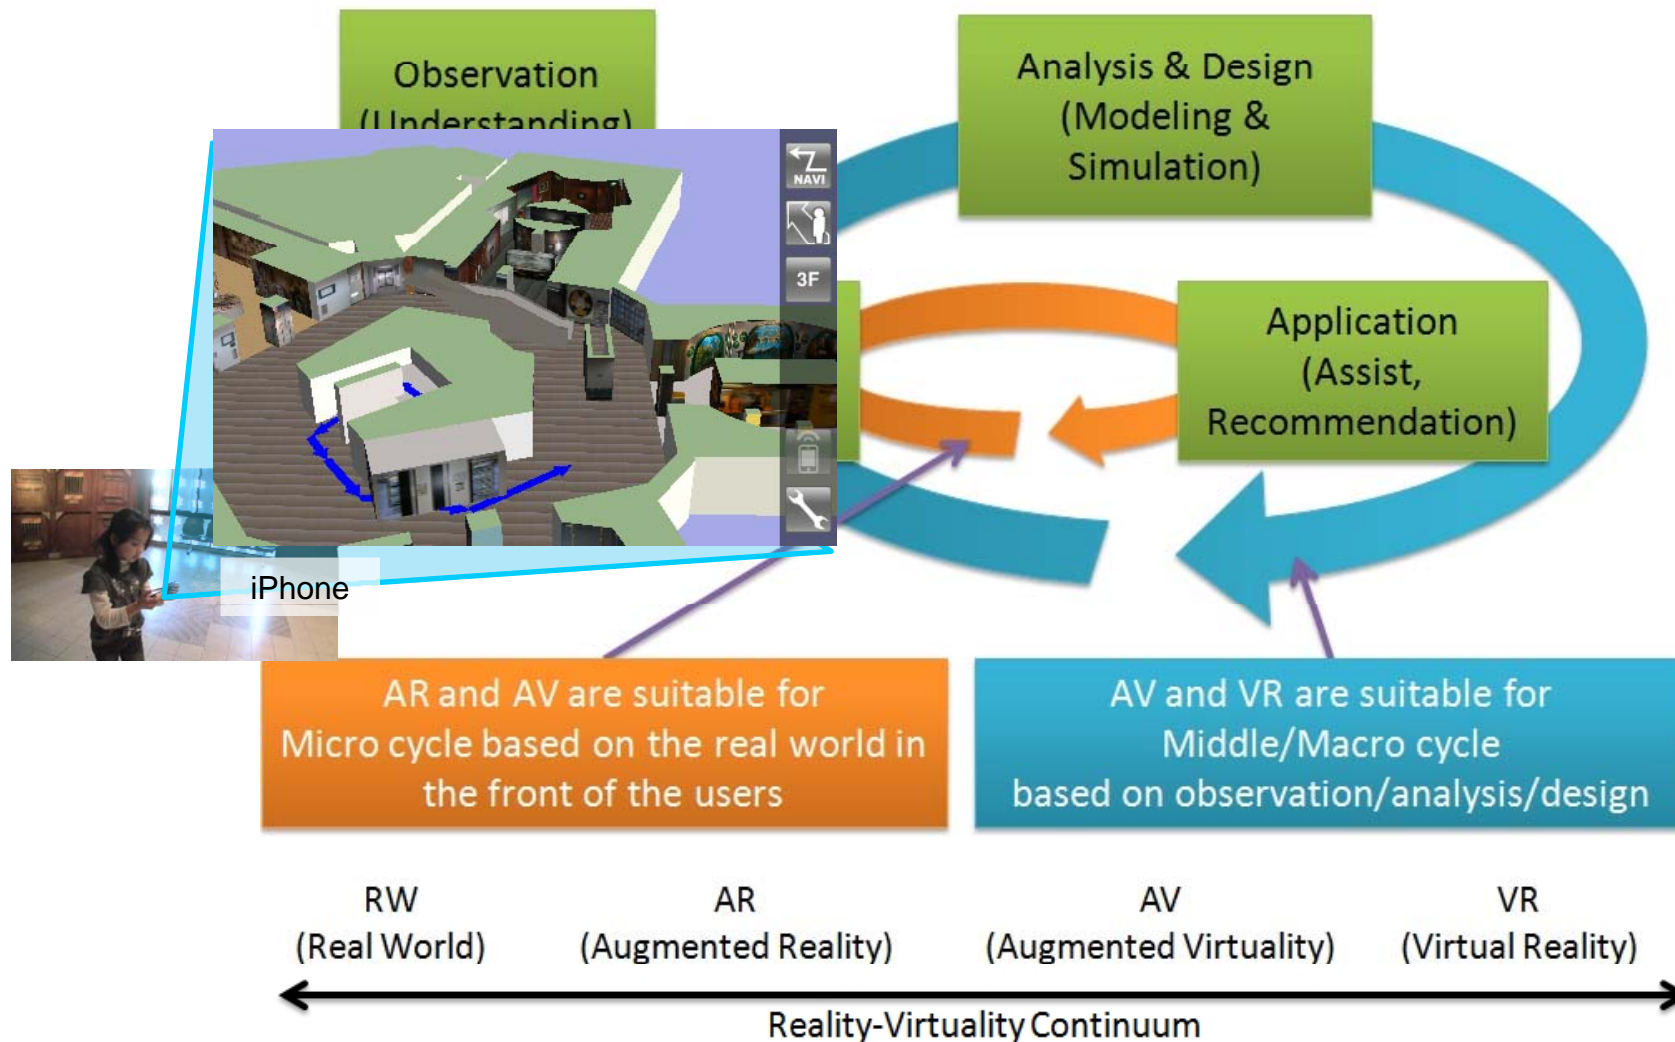 Observation
(Understanding)
Analysis & Design
(Modeling &
Simulation)
NAVI
3F
Application
(Assist,
Recommendation)
iPhone
AR and AV are suitable for
Micro cycle based on the real world in
the front of the users
AV and VR are suitable for
Middle/Macro cycle
based on observation/analysis/design
RW
(Real World)
AR
(Augmented Reality)
AV
(Augmented Virtuality)
VR
(Virtual Reality)
Reality-Virtuality Continuum